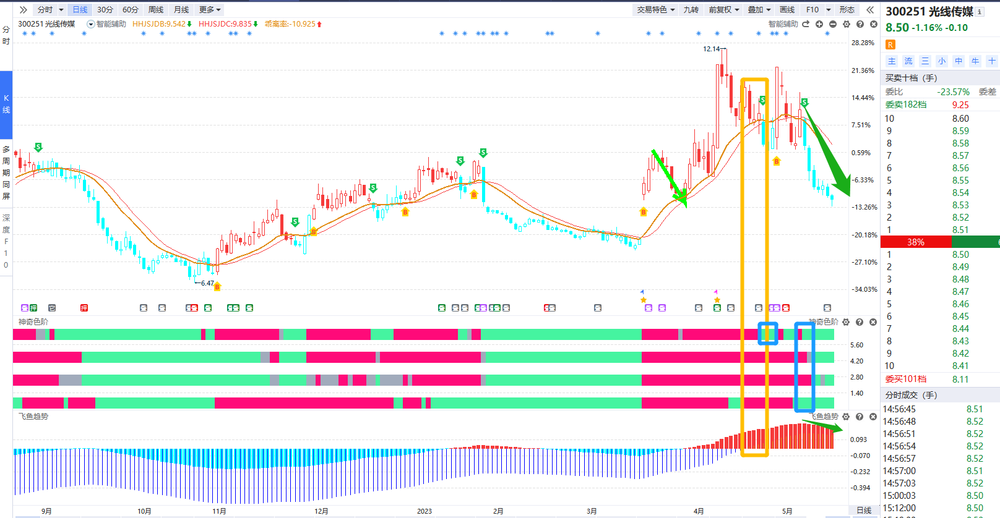 分时 日线 30分 60分 周线 月线 更多 交易特色 九转 前复权 叠加 画线 F10 形态
300251 光线传媒 智能辅助 HHJSJDB:9.542 HHJSJDC:9.835 乖离率:-10.925 智能辅助
分时
K线
多周期同屏
深度F10
12.14
6.47
28.28%
21.36%
14.44%
7.51%
0.59%
-6.33%
-13.26%
-20.18%
-27.10%
-34.03%
S
S
S
S
S
S
S
B
B
B
B
B
B
押 押
神奇色阶 神奇色阶
5.60
4.20
2.80
1.40
飞鱼趋势 飞鱼趋势
0.093
-0.070
-0.232
-0.394
9月 10月 11月 12月 2023 2月 3月 4月 5月 日线
300251 光线传媒
8.50 -1.16% -0.10
R
主 流 三 小 中 牛 十
买卖十档（手）
委比 -23.57% 委差
委卖182档 9.25
10 8.60
9 8.59
8 8.58
7 8.57
6 8.56
5 8.55
4 8.54
3 8.53
2 8.52
1 8.51
38%
1 8.50
2 8.49
3 8.48
4 8.47
5 8.46
6 8.45
7 8.44
8 8.43
9 8.42
10 8.41
委买101档 8.11
分时成交（手）
14:56:45 8.51
14:56:48 8.52
14:56:51 8.52
14:56:54 8.52
14:56:57 8.52
14:57:00 8.51
14:57:03 8.52
15:00:03 8.50
15:12:00 8.50